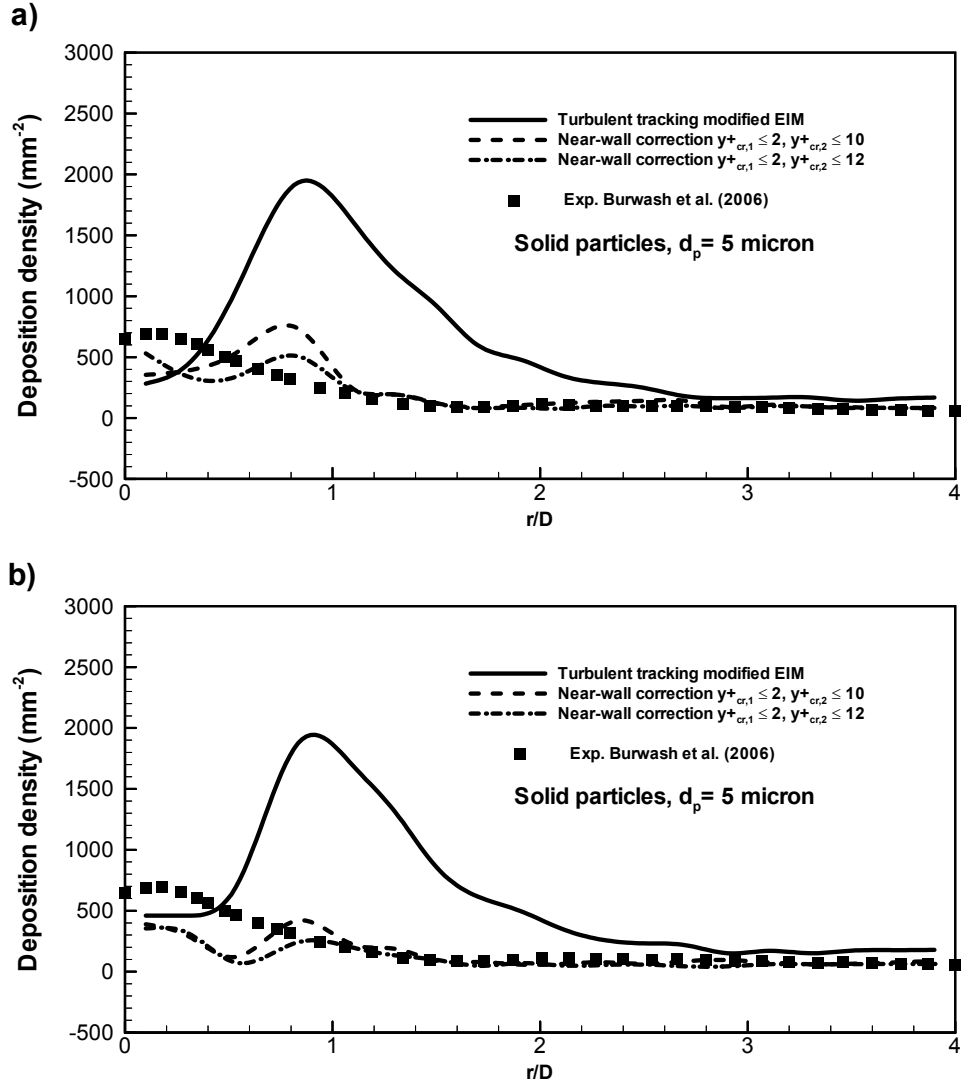 a)
3000
2500
2000
1500
1000
500
0
-500
Deposition density (mm-2)
Turbulent tracking modified EIM
Near-wall correction y+cr,1 ≤ 2, y+cr,2 ≤ 10
Near-wall correction y+cr,1 ≤ 2, y+cr,2 ≤ 12
Exp. Burwash et al. (2006)
Solid particles, dp= 5 micron
0 1 2 3 4
r/D
b)
3000
2500
2000
1500
1000
500
0
-500
Deposition density (mm-2)
Turbulent tracking modified EIM
Near-wall correction y+cr,1 ≤ 2, y+cr,2 ≤ 10
Near-wall correction y+cr,1 ≤ 2, y+cr,2 ≤ 12
Exp. Burwash et al. (2006)
Solid particles, dp= 5 micron
0 1 2 3 4
r/D